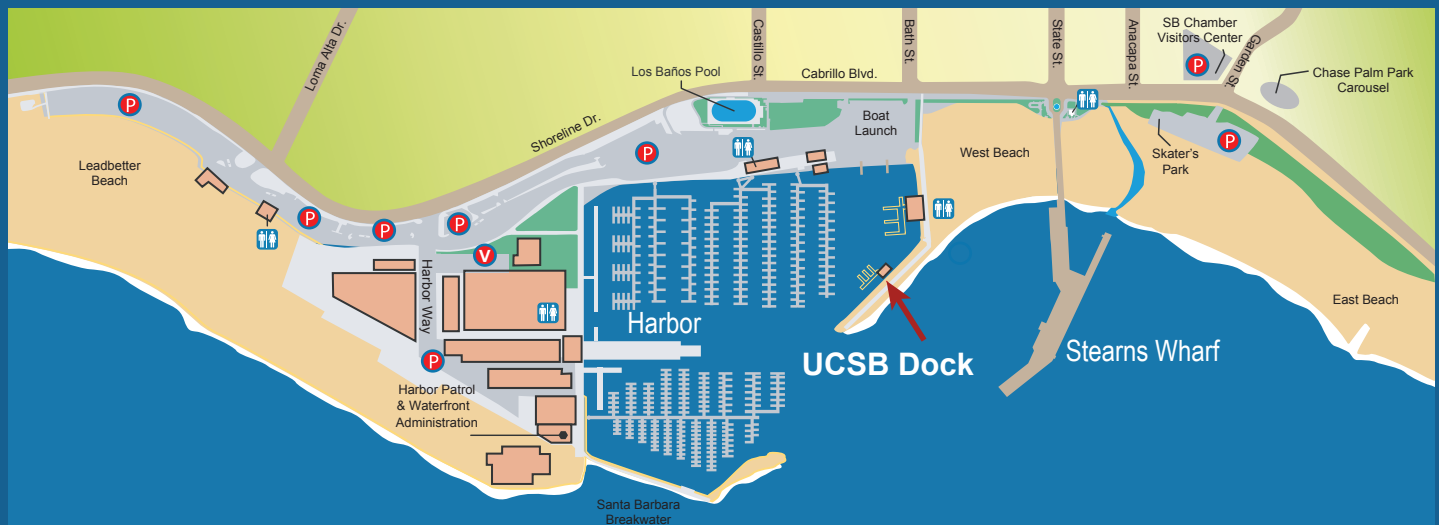 Loma Alta Dr.
Castillo St.
Bath St.
State St.
Anacapa St.
SB Chamber
Visitors Center
Garden St.
P
Los Baños Pool
Cabrillo Blvd.
Chase Palm Park
Carousel
P
Shoreline Dr.
Boat
Launch
P
P
Leadbetter
Beach
West Beach
Skater's
Park
P
P
P
V
Harbor Way
East Beach
Harbor
Stearns Wharf
UCSB Dock
P
Harbor Patrol
& Waterfront
Administration
Santa Barbara
Breakwater